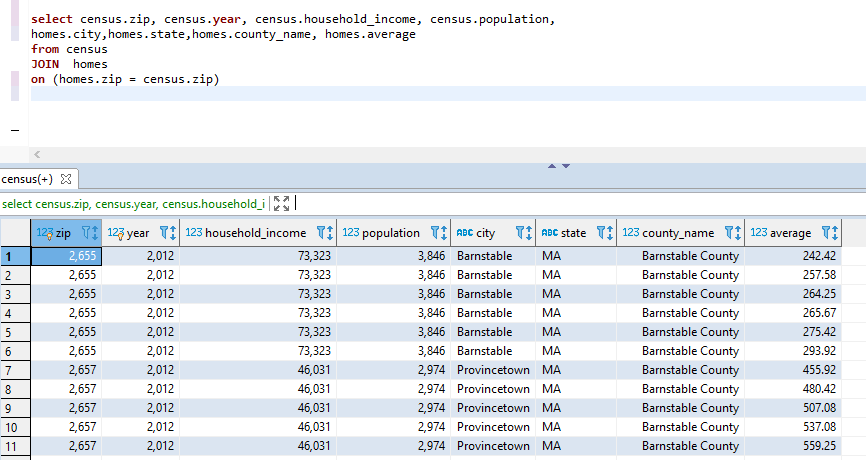 select census.zip, census.year, census.household_income, census.population,
homes.city,homes.state,homes.county_name, homes.average
from census
JOIN  homes
on (homes.zip = census.zip)
census(+)
select census.zip, census.year, census.household_i
123 zip 123 year 123 household_income 123 population ABC city ABC state 123 county_name 123 average
1 2,655 2,012 73,323 3,846 Barnstable MA Barnstable County 242.42
2 2,655 2,012 73,323 3,846 Barnstable MA Barnstable County 257.58
3 2,655 2,012 73,323 3,846 Barnstable MA Barnstable County 264.25
4 2,655 2,012 73,323 3,846 Barnstable MA Barnstable County 265.67
5 2,655 2,012 73,323 3,846 Barnstable MA Barnstable County 275.42
6 2,655 2,012 73,323 3,846 Barnstable MA Barnstable County 293.92
7 2,657 2,012 46,031 2,974 Provincetown MA Barnstable County 455.92
8 2,657 2,012 46,031 2,974 Provincetown MA Barnstable County 480.42
9 2,657 2,012 46,031 2,974 Provincetown MA Barnstable County 507.08
10 2,657 2,012 46,031 2,974 Provincetown MA Barnstable County 537.08
11 2,657 2,012 46,031 2,974 Provincetown MA Barnstable County 559.25